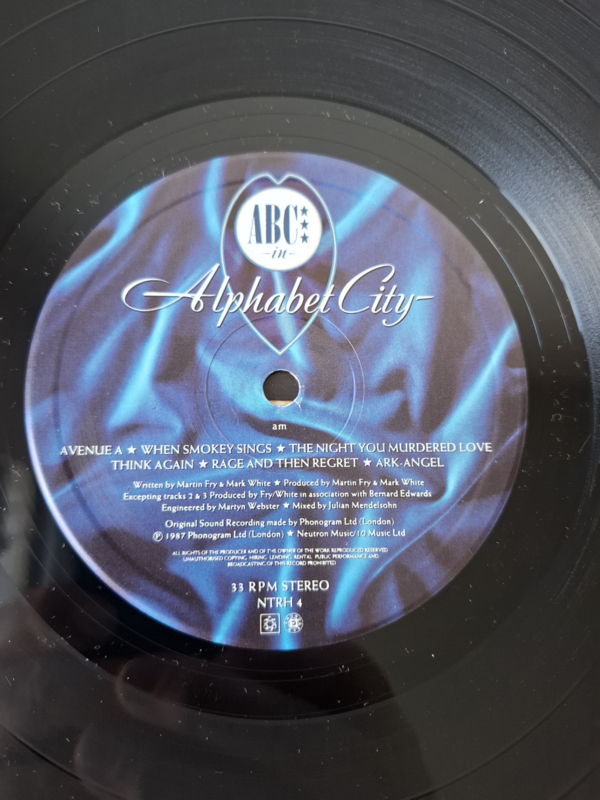 ABC
-in-
Alphabet City
am
AVENUE A ★ WHEN SMOKEY SINGS ★ THE NIGHT YOU MURDERED LOVE
THINK AGAIN ★ RAGE AND THEN REGRET ★ ARK-ANGEL
Written by Martin Fry & Mark White ★ Produced by Martin Fry & Mark White
Excepting tracks 2 & 3 Produced by Fry/White in association with Bernard Edwards
Engineered by Martyn Webster ★ Mixed by Julian Mendelsohn
Original Sound Recording made by Phonogram Ltd (London)
℗ 1987 Phonogram Ltd (London) ★ Neutron Music/10 Music Ltd
ALL RIGHTS OF THE PRODUCER AND OF THE OWNER OF THE WORK REPRODUCED RESERVED
UNAUTHORISED COPYING, HIRING, LENDING, RENTAL, PUBLIC PERFORMANCE AND
BROADCASTING OF THIS RECORD PROHIBITED
33 RPM STEREO
NTRH 4